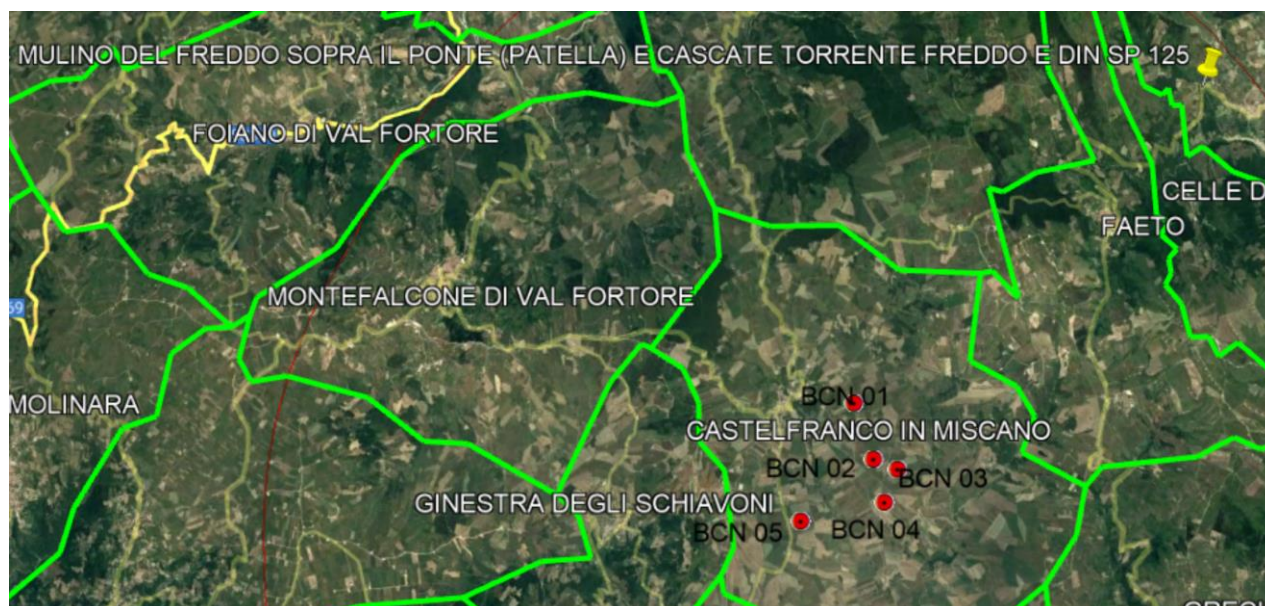 MULINO DEL FREDDO SOPRA IL PONTE (PATELLA) E CASCATE TORRENTE FREDDO E DIN SP 125
FOIANO DI VAL FORTORE
CELLE D
FAETO
MONTEFALCONE DI VAL FORTORE
69
MOLINARA
BCN 01
CASTELFRANCO IN MISCANO
BCN 02
BCN 03
GINESTRA DEGLI SCHIAVONI
BCN 05
BCN 04